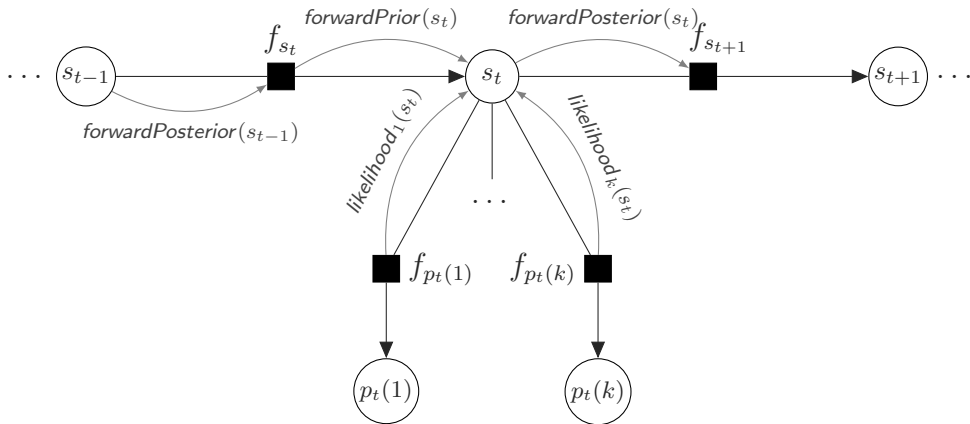 forwardPrior(s_t) forwardPosterior(s_t)
f_{s_t} f_{s_{t+1}}
··· s_{t−1} s_t s_{t+1} ···
forwardPosterior(s_{t−1})
likelihood_1(s_t) likelihood_k(s_t)
···
f_{p_t(1)} f_{p_t(k)}
p_t(1) p_t(k)